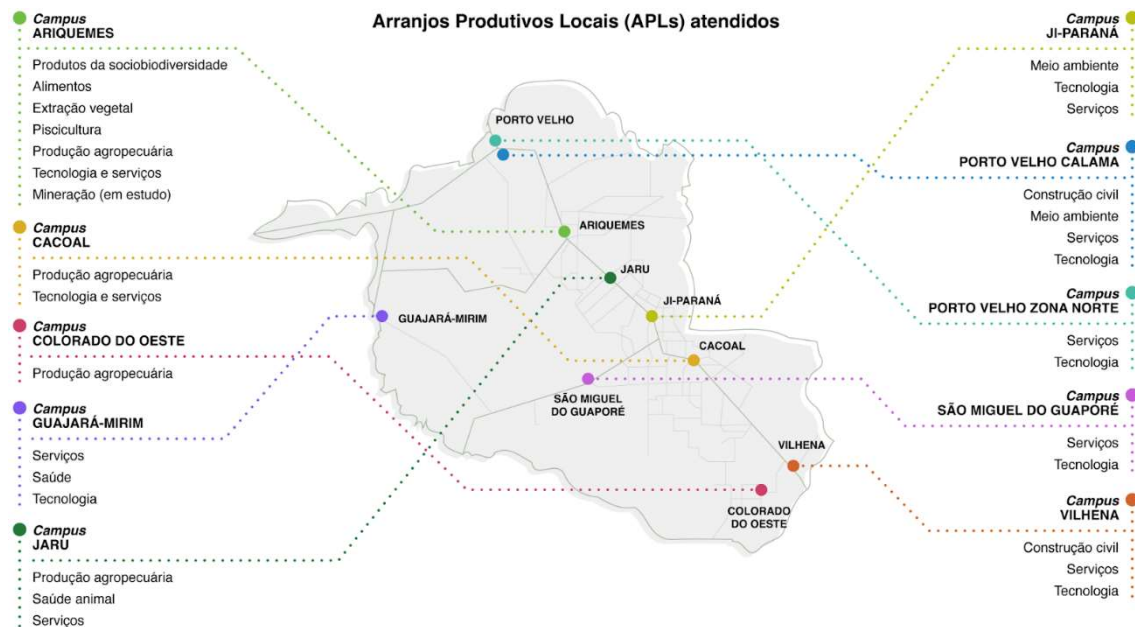 Arranjos Produtivos Locais (APLs) atendidos
Campus
ARIQUEMES
Produtos da sociobiodiversidade
Alimentos
Extração vegetal
Piscicultura
Produção agropecuária
Tecnologia e serviços
Mineração (em estudo)
Campus
CACOAL
Produção agropecuária
Tecnologia e serviços
Campus
COLORADO DO OESTE
Produção agropecuária
Campus
GUAJARÁ-MIRIM
Serviços
Saúde
Tecnologia
Campus
JARU
Produção agropecuária
Saúde animal
Serviços
PORTO VELHO
ARIQUEMES
JARU
JI-PARANÁ
GUAJARÁ-MIRIM
CACOAL
SÃO MIGUEL
DO GUAPORÉ
VILHENA
COLORADO
DO OESTE
Campus
JI-PARANÁ
Meio ambiente
Tecnologia
Serviços
Campus
PORTO VELHO CALAMA
Construção civil
Meio ambiente
Serviços
Tecnologia
Campus
PORTO VELHO ZONA NORTE
Serviços
Tecnologia
Campus
SÃO MIGUEL DO GUAPORÉ
Serviços
Tecnologia
Campus
VILHENA
Construção civil
Serviços
Tecnologia